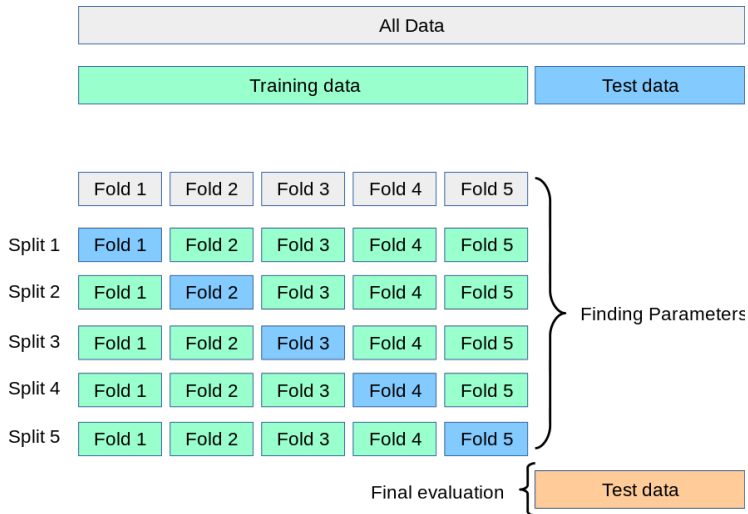 All Data
Training data Test data
Fold 1 Fold 2 Fold 3 Fold 4 Fold 5
Split 1 Fold 1 Fold 2 Fold 3 Fold 4 Fold 5
Split 2 Fold 1 Fold 2 Fold 3 Fold 4 Fold 5
Finding Parameters
Split 3 Fold 1 Fold 2 Fold 3 Fold 4 Fold 5
Split 4 Fold 1 Fold 2 Fold 3 Fold 4 Fold 5
Split 5 Fold 1 Fold 2 Fold 3 Fold 4 Fold 5
Final evaluation Test data